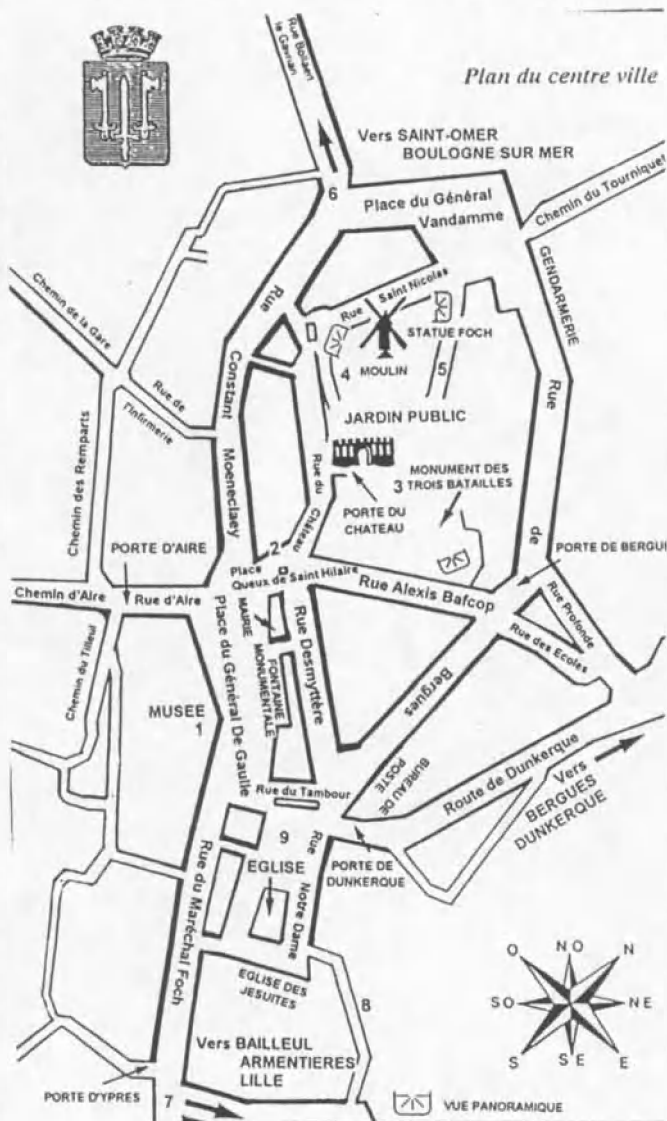 Plan du centre ville
Rue Bollaert
le Gavrian
Vers SAINT-OMER
BOULOGNE SUR MER
6
Place du Général
Vandamme
Chemin du Tourniquet
GENDARMERIE
Rue Saint Nicolas
STATUE FOCH
4
MOULIN
5
JARDIN PUBLIC
Chemin de la Gare
Rue de
l'Infirmerie
Rue
Constant
Moeneclaey
Chemin des Remparts
Rue du
Château
3 MONUMENT DES
TROIS BATAILLES
PORTE DU
CHATEAU
Rue
de
Bergues
PORTE D'AIRE
2
Place
Queux de Saint Hilaire
PORTE DE BERGUE
Chemin d'Aire
Rue d'Aire
Rue Alexis Bafcop
Rue Profonde
Rue des Ecoles
MAIRIE
FONTAINE
MONUMENTALE
Rue Desmyttère
Chemin du Tilleul
Place du Général De Gaulle
MUSEE
1
Rue du Tambour
BUREAU DE
POSTE
Route de Dunkerque
Vers
BERGUES
DUNKERQUE
9
PORTE DE
DUNKERQUE
EGLISE
Rue
Notre Dame
Rue du Maréchal Foch
EGLISE DES
JESUITES
8
Vers BAILLEUL
ARMENTIERES
LILLE
PORTE D'YPRES
7
O
NO
N
SO
NE
S
SE
E
VUE PANORAMIQUE